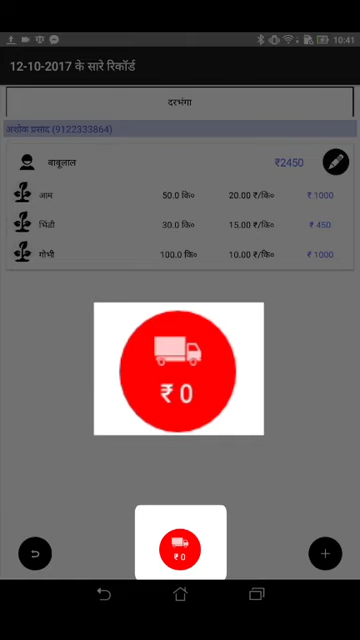 10:41
12-10-2017 के सारे रिकॉर्ड
दरभंगा
अशोक प्रसाद (9122333864)
बाबूलाल ₹2450
आम 50.0 कि० 20.00 ₹/कि० ₹ 1000
भिंडी 30.0 कि० 15.00 ₹/कि० ₹ 450
गोभी 100.0 कि० 10.00 ₹/कि० ₹ 1000
₹ 0
₹ 0